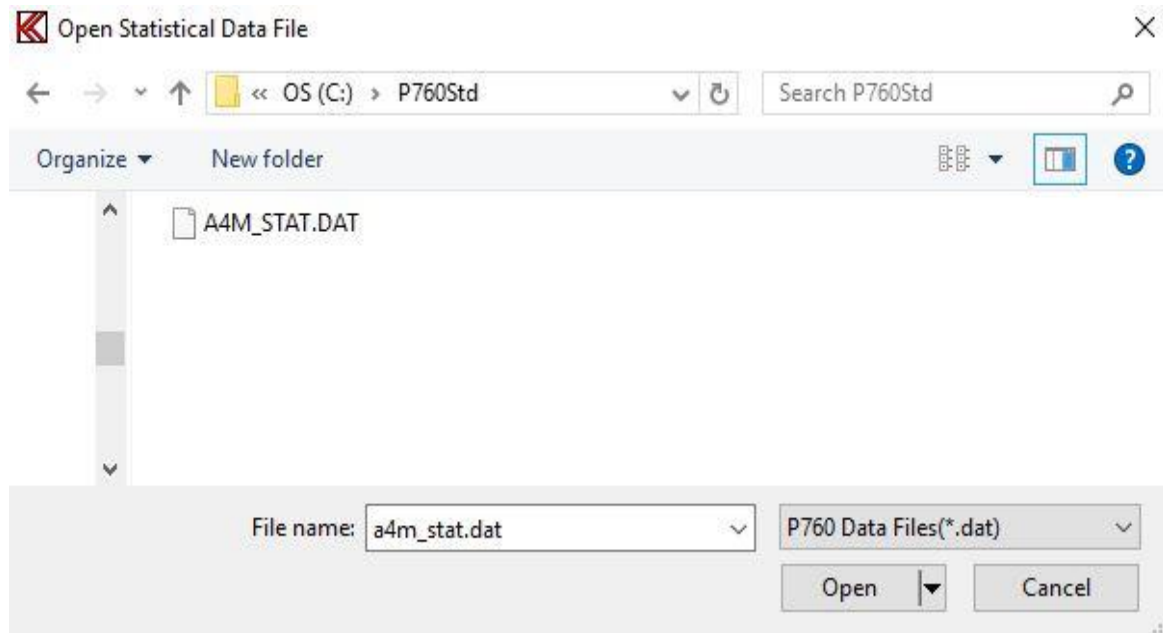 Open Statistical Data File
« OS (C:) › P760Std
Search P760Std
Organize
New folder
A4M_STAT.DAT
File name: a4m_stat.dat
P760 Data Files(*.dat)
Open
Cancel